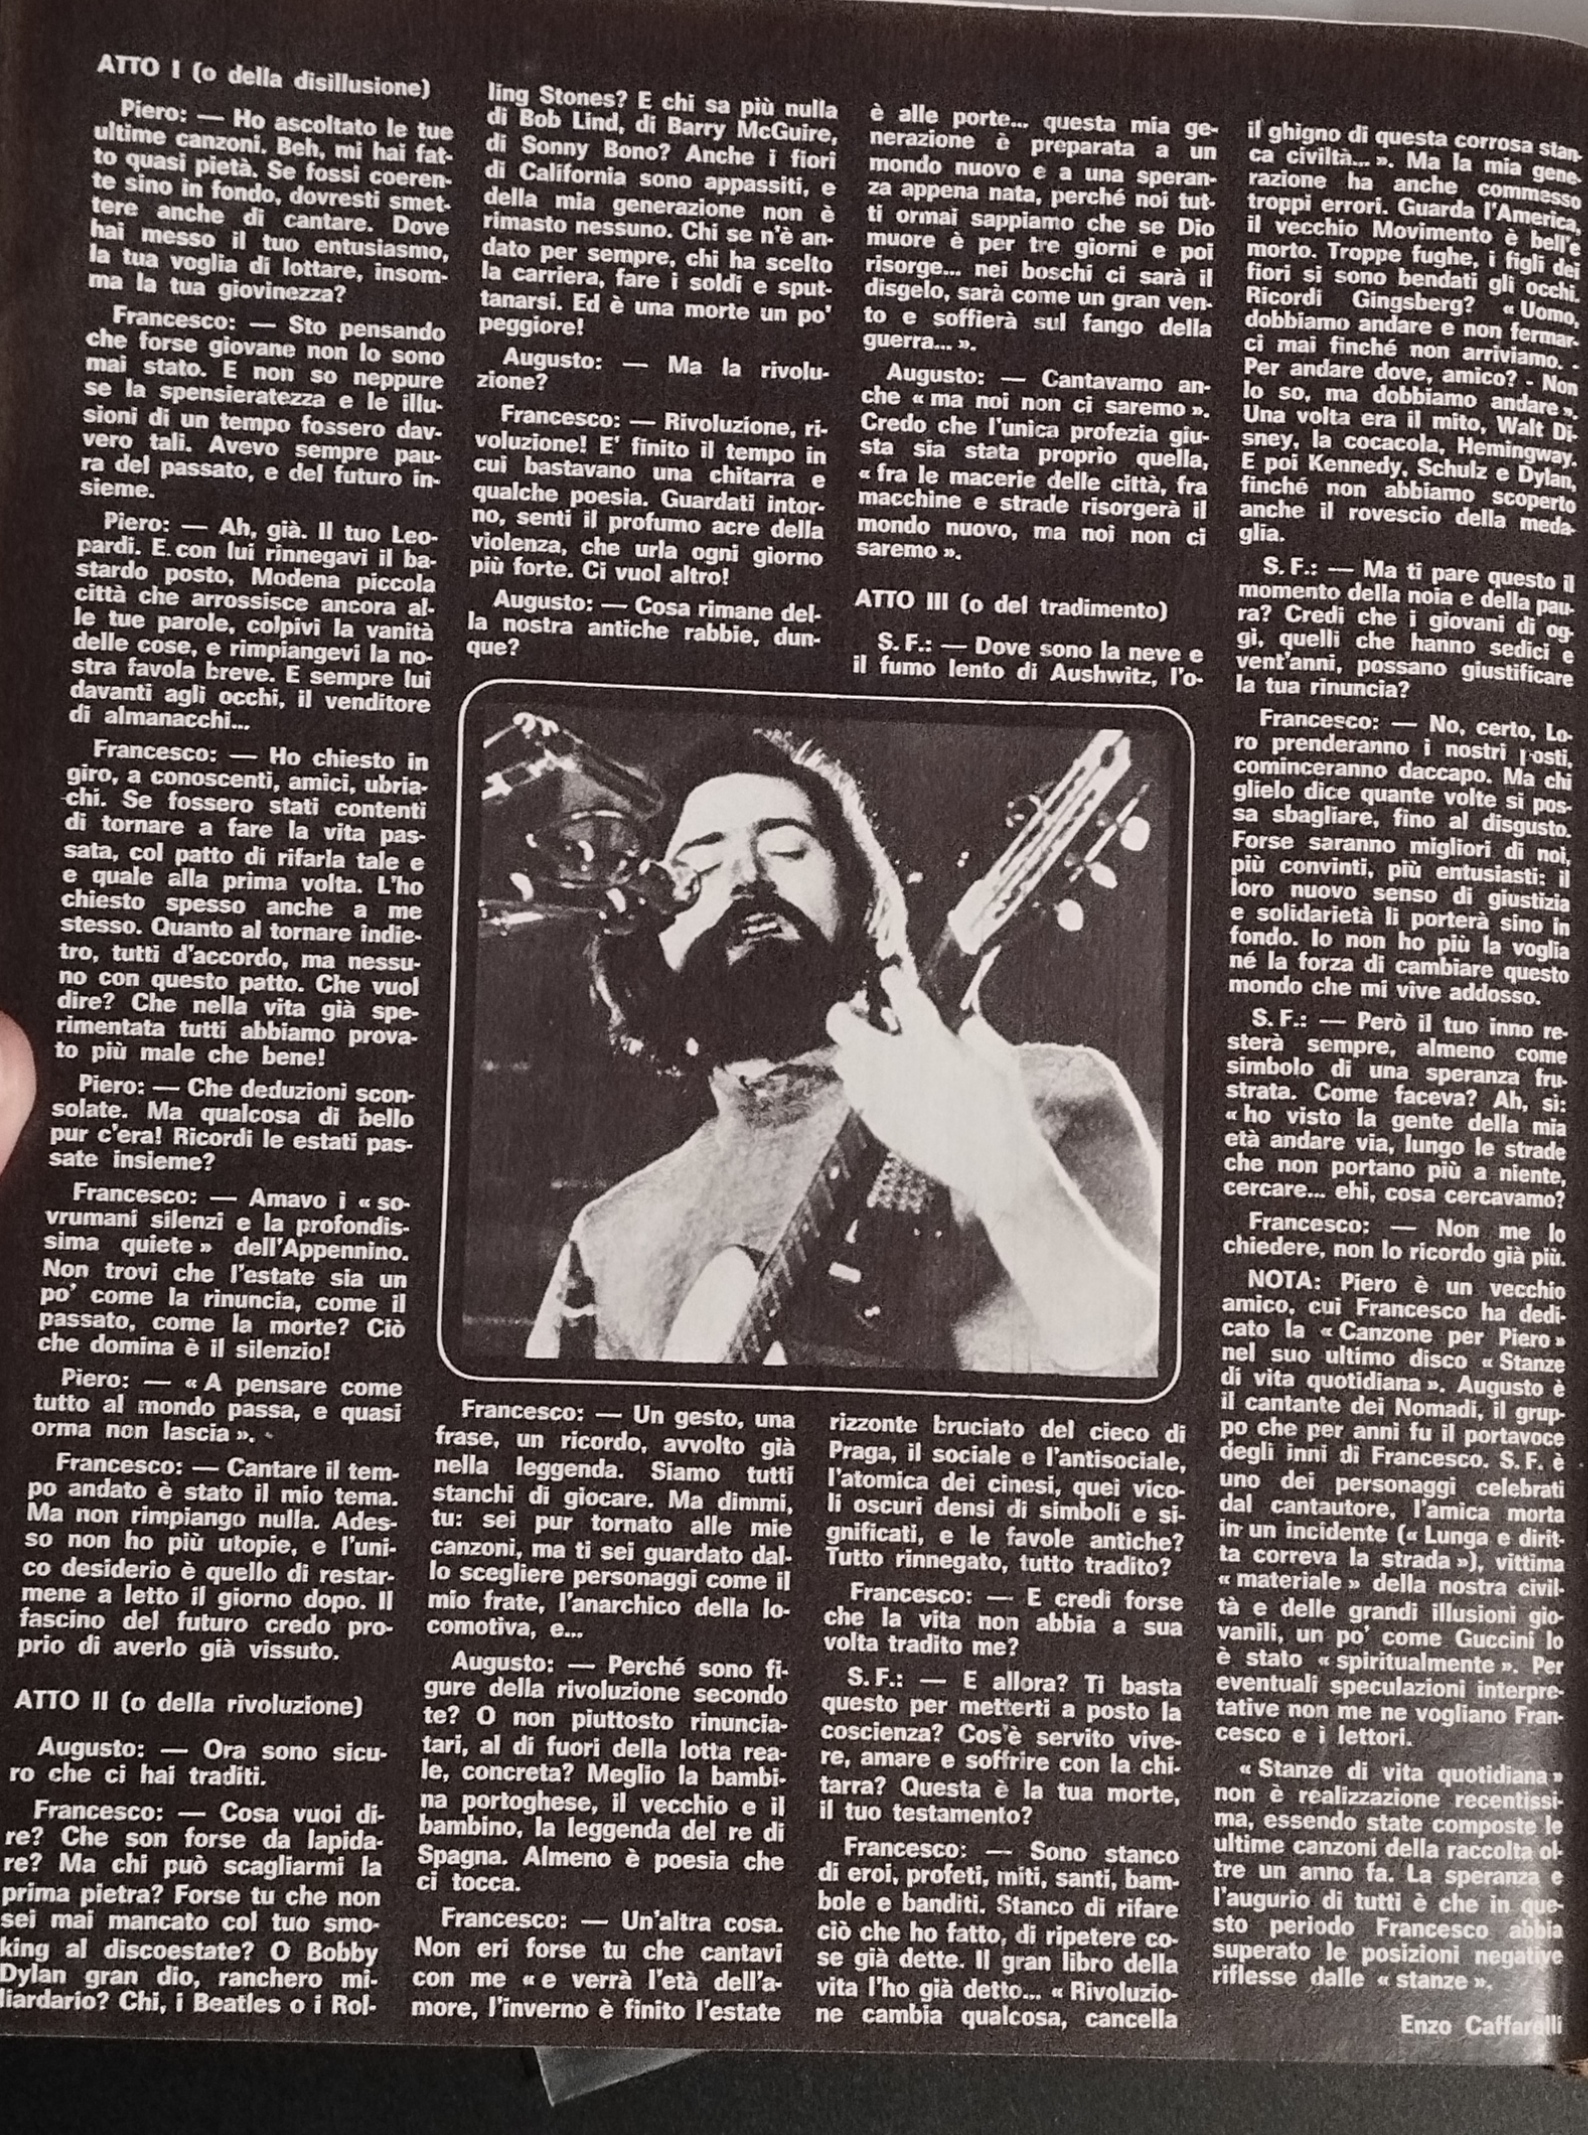 ATTO I (o della disillusione)
Piero: — Ho ascoltato le tue
ultime canzoni. Beh, mi hai fat-
to quasi pietà. Se fossi coeren-
te sino in fondo, dovresti smet-
tere anche di cantare. Dove
hai messo il tuo entusiasmo,
la tua voglia di lottare, insom-
ma la tua giovinezza?
Francesco: — Sto pensando
che forse giovane non lo sono
mai stato. E non so neppure
se la spensieratezza e le illu-
sioni di un tempo fossero dav-
vero tali. Avevo sempre pau-
ra del passato, e del futuro in-
sieme.
Piero: — Ah, già. Il tuo Leo-
pardi. E con lui rinnegavi il ba-
stardo posto, Modena piccola
città che arrossisce ancora al-
le tue parole, colpivi la vanità
delle cose, e rimpiangevi la no-
stra favola breve. E sempre lui
davanti agli occhi, il venditore
di almanacchi...
Francesco: — Ho chiesto in
giro, a conoscenti, amici, ubria-
chi. Se fossero stati contenti
di tornare a fare la vita pas-
sata, col patto di rifarla tale e
e quale alla prima volta. L'ho
chiesto spesso anche a me
stesso. Quanto al tornare indie-
tro, tutti d'accordo, ma nessu-
no con questo patto. Che vuol
dire? Che nella vita già spe-
rimentata tutti abbiamo prova-
to più male che bene!
Piero: — Che deduzioni scon-
solate. Ma qualcosa di bello
pur c'era! Ricordi le estati pas-
sate insieme?
Francesco: — Amavo i « so-
vrumani silenzi e la profondis-
sima quiete » dell'Appennino.
Non trovi che l'estate sia un
po' come la rinuncia, come il
passato, come la morte? Ciò
che domina è il silenzio!
Piero: — « A pensare come
tutto al mondo passa, e quasi
orma non lascia ».
Francesco: — Cantare il tem-
po andato è stato il mio tema.
Ma non rimpiango nulla. Ades-
so non ho più utopie, e l'uni-
co desiderio è quello di restar-
mene a letto il giorno dopo. Il
fascino del futuro credo pro-
prio di averlo già vissuto.
ATTO II (o della rivoluzione)
Augusto: — Ora sono sicu-
ro che ci hai traditi.
Francesco: — Cosa vuoi di-
re? Che son forse da lapida-
re? Ma chi può scagliarmi la
prima pietra? Forse tu che non
sei mai mancato col tuo smo-
king al discoestate? O Bobby
Dylan gran dio, ranchero mi-
liardario? Chi, i Beatles o i Rol-
ling Stones? E chi sa più nulla
di Bob Lind, di Barry McGuire,
di Sonny Bono? Anche i fiori
di California sono appassiti, e
della mia generazione non è
rimasto nessuno. Chi se n'è an-
dato per sempre, chi ha scelto
la carriera, fare i soldi e sput-
tanarsi. Ed è una morte un po'
peggiore!
Augusto: — Ma la rivolu-
zione?
Francesco: — Rivoluzione, ri-
voluzione! E' finito il tempo in
cui bastavano una chitarra e
qualche poesia. Guardati intor-
no, senti il profumo acre della
violenza, che urla ogni giorno
più forte. Ci vuol altro!
Augusto: — Cosa rimane del-
la nostra antiche rabbie, dun-
que?
Francesco: — Un gesto, una
frase, un ricordo, avvolto già
nella leggenda. Siamo tutti
stanchi di giocare. Ma dimmi,
tu: sei pur tornato alle mie
canzoni, ma ti sei guardato dal-
lo scegliere personaggi come il
mio frate, l'anarchico della lo-
comotiva, e...
Augusto: — Perché sono fi-
gure della rivoluzione secondo
te? O non piuttosto rinuncia-
tari, al di fuori della lotta rea-
le, concreta? Meglio la bambi-
na portoghese, il vecchio e il
bambino, la leggenda del re di
Spagna. Almeno è poesia che
ci tocca.
Francesco: — Un'altra cosa.
Non eri forse tu che cantavi
con me « e verrà l'età dell'a-
more, l'inverno è finito l'estate
è alle porte... questa mia ge-
nerazione è preparata a un
mondo nuovo e a una speran-
za appena nata, perché noi tut-
ti ormai sappiamo che se Dio
muore è per tre giorni e poi
risorge... nei boschi ci sarà il
disgelo, sarà come un gran ven-
to e soffierà sul fango della
guerra... ».
Augusto: — Cantavamo an-
che « ma noi non ci saremo ».
Credo che l'unica profezia giu-
sta sia stata proprio quella,
« fra le macerie delle città, fra
macchine e strade risorgerà il
mondo nuovo, ma noi non ci
saremo ».
ATTO III (o del tradimento)
S. F.: — Dove sono la neve e
il fumo lento di Aushwitz, l'o-
rizzonte bruciato del cieco di
Praga, il sociale e l'antisociale,
l'atomica dei cinesi, quei vico-
li oscuri densi di simboli e si-
gnificati, e le favole antiche?
Tutto rinnegato, tutto tradito?
Francesco: — E credi forse
che la vita non abbia a sua
volta tradito me?
S. F.: — E allora? Ti basta
questo per metterti a posto la
coscienza? Cos'è servito vive-
re, amare e soffrire con la chi-
tarra? Questa è la tua morte,
il tuo testamento?
Francesco: — Sono stanco
di eroi, profeti, miti, santi, bam-
bole e banditi. Stanco di rifare
ciò che ho fatto, di ripetere co-
se già dette. Il gran libro della
vita l'ho già detto... « Rivoluzio-
ne cambia qualcosa, cancella
il ghigno di questa corrosa stan-
ca civiltà... ». Ma la mia gene-
razione ha anche commesso
troppi errori. Guarda l'America,
il vecchio Movimento è bell'e
morto. Troppe fughe, i figli dei
fiori si sono bendati gli occhi.
Ricordi Gingsberg? « Uomo,
dobbiamo andare e non fermar-
ci mai finché non arriviamo. -
Per andare dove, amico? - Non
lo so, ma dobbiamo andare ».
Una volta era il mito, Walt Di-
sney, la cocacola, Hemingway.
E poi Kennedy, Schulz e Dylan,
finché non abbiamo scoperto
anche il rovescio della meda-
glia.
S. F.: — Ma ti pare questo il
momento della noia e della pau-
ra? Credi che i giovani di og-
gi, quelli che hanno sedici e
vent'anni, possano giustificare
la tua rinuncia?
Francesco: — No, certo, Lo-
ro prenderanno i nostri posti,
cominceranno daccapo. Ma chi
glielo dice quante volte si pos-
sa sbagliare, fino al disgusto.
Forse saranno migliori di noi,
più convinti, più entusiasti: il
loro nuovo senso di giustizia
e solidarietà li porterà sino in
fondo. Io non ho più la voglia
né la forza di cambiare questo
mondo che mi vive addosso.
S. F.: — Però il tuo inno re-
sterà sempre, almeno come
simbolo di una speranza fru-
strata. Come faceva? Ah, sì:
« ho visto la gente della mia
età andare via, lungo le strade
che non portano più a niente,
cercare... ehi, cosa cercavamo?
Francesco: — Non me lo
chiedere, non lo ricordo già più.
NOTA: Piero è un vecchio
amico, cui Francesco ha dedi-
cato la « Canzone per Piero »
nel suo ultimo disco « Stanze
di vita quotidiana ». Augusto è
il cantante dei Nomadi, il grup-
po che per anni fu il portavoce
degli inni di Francesco. S. F. è
uno dei personaggi celebrati
dal cantautore, l'amica morta
in un incidente (« Lunga e dirit-
ta correva la strada »), vittima
« materiale » della nostra civil-
tà e delle grandi illusioni gio-
vanili, un po' come Guccini lo
è stato « spiritualmente ». Per
eventuali speculazioni interpre-
tative non me ne vogliano Fran-
cesco e i lettori.
« Stanze di vita quotidiana »
non è realizzazione recentissi-
ma, essendo state composte le
ultime canzoni della raccolta ol-
tre un anno fa. La speranza e
l'augurio di tutti è che in que-
sto periodo Francesco abbia
superato le posizioni negative
riflesse dalle « stanze ».
Enzo Caffarelli